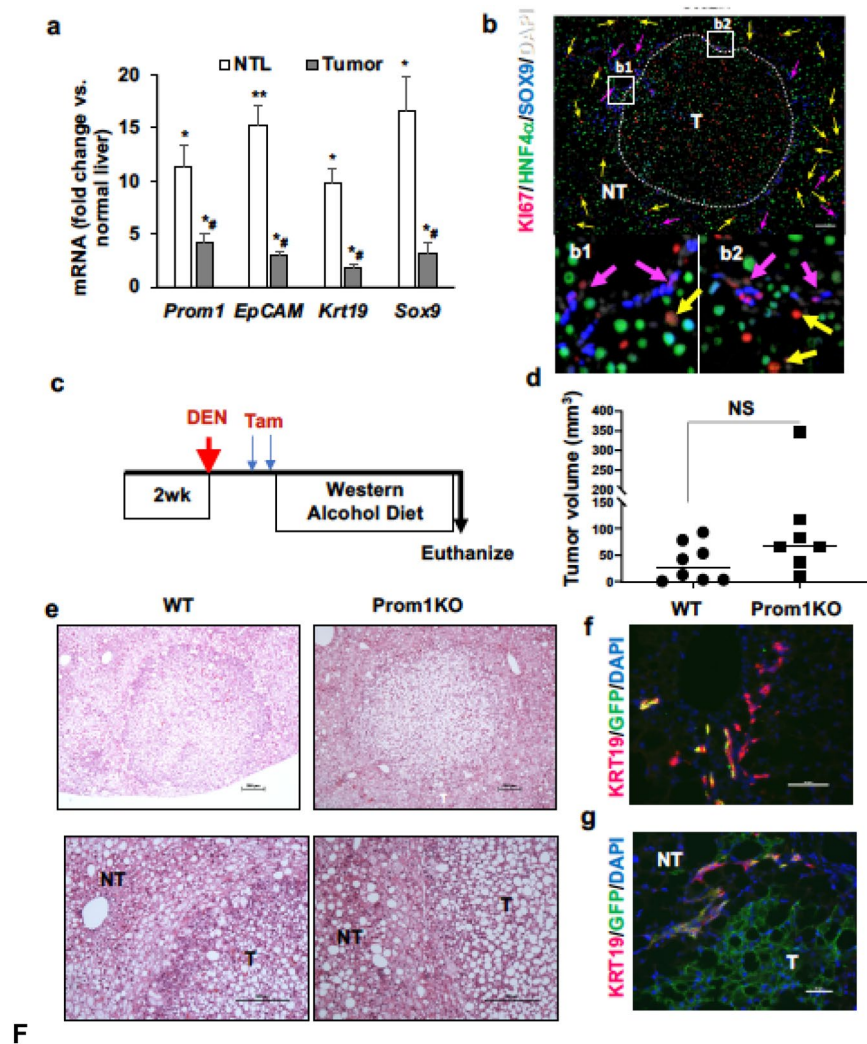 a
NTL Tumor
mRNA (fold change vs.
normal liver)
20
15
10
5
0
*
*#
**
*#
*
*#
*
*#
Prom1 EpCAM Krt19 Sox9
b
KI67/HNF4α/SOX9/DAPI
b2
b1
T
NT
b1
b2
c
DEN
Tam
2wk
Western
Alcohol Diet
Euthanize
d
NS
Tumor volume (mm3)
400
350
300
250
200
150
100
50
0
WT Prom1KO
e
WT
Prom1KO
T
NT
T
NT
T
f
KRT19/GFP/DAPI
g
KRT19/GFP/DAPI
NT
T
F